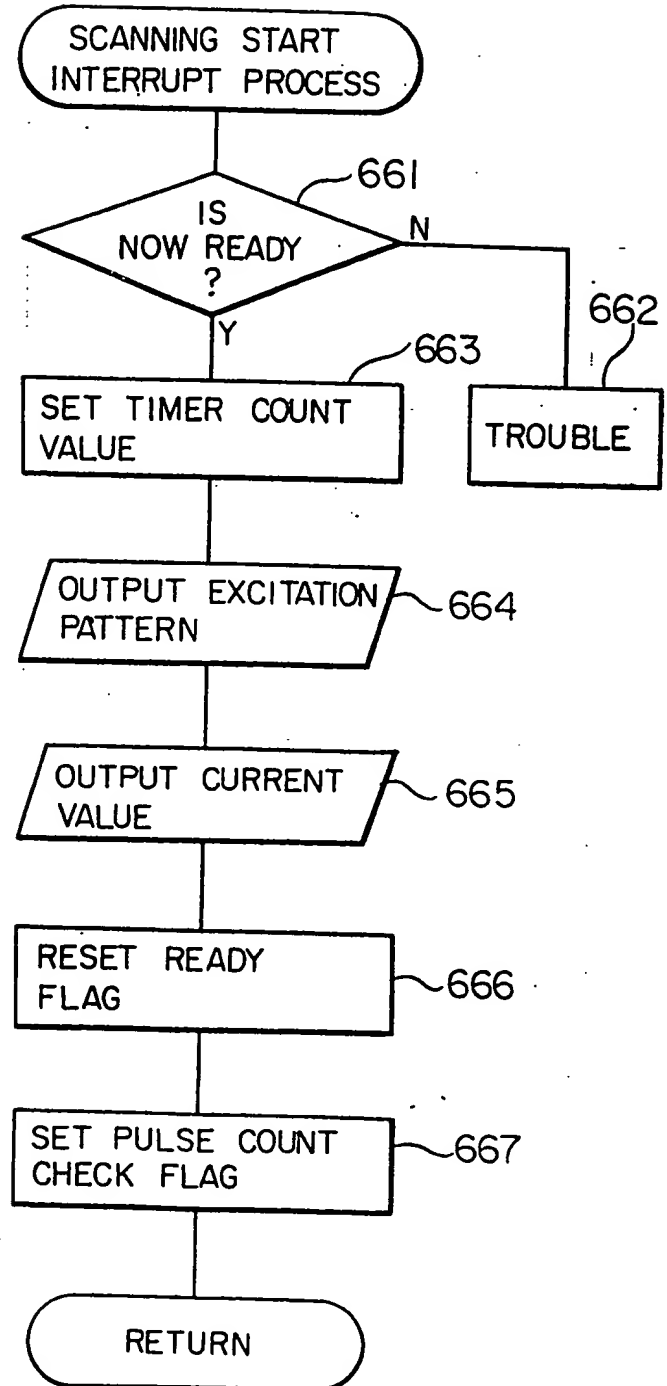 SCANNING START
INTERRUPT PROCESS
661
IS
NOW READY
?
N
Y
662
TROUBLE
663
SET TIMER COUNT
VALUE
OUTPUT EXCITATION
PATTERN
664
OUTPUT CURRENT
VALUE
665
RESET READY
FLAG
666
SET PULSE COUNT
CHECK FLAG
667
RETURN